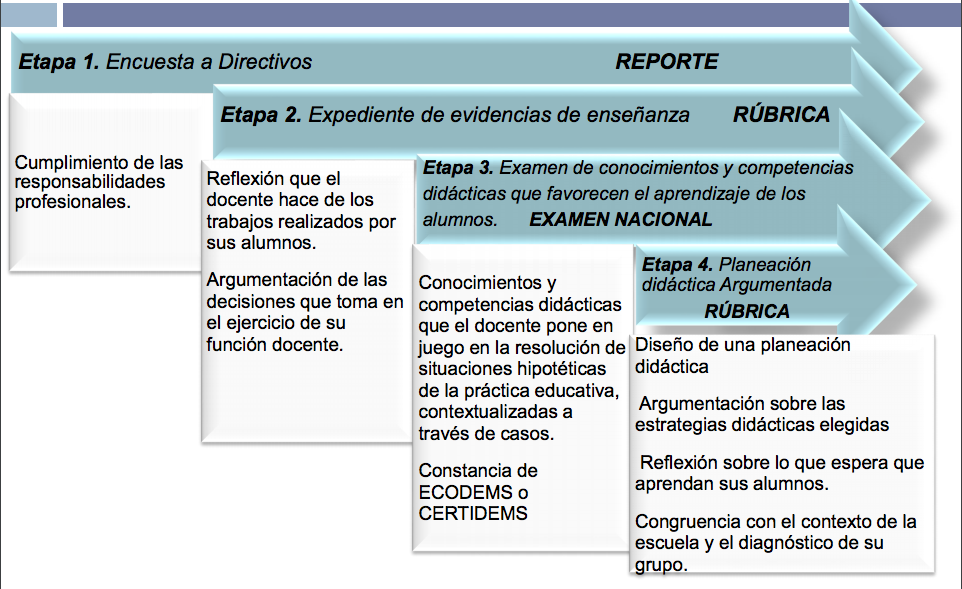 Etapa 1. Encuesta a Directivos REPORTE
Cumplimiento de las
responsabilidades
profesionales.
Etapa 2. Expediente de evidencias de enseñanza RÚBRICA
Reflexión que el
docente hace de los
trabajos realizados por
sus alumnos.
Argumentación de las
decisiones que toma en
el ejercicio de su
función docente.
Etapa 3. Examen de conocimientos y competencias
didácticas que favorecen el aprendizaje de los
alumnos. EXAMEN NACIONAL
Conocimientos y
competencias didácticas
que el docente pone en
juego en la resolución de
situaciones hipotéticas
de la práctica educativa,
contextualizadas a
través de casos.
Constancia de
ECODEMS o
CERTIDEMS
Etapa 4. Planeación
didáctica Argumentada
RÚBRICA
Diseño de una planeación
didáctica
Argumentación sobre las
estrategias didácticas elegidas
Reflexión sobre lo que espera que
aprendan sus alumnos.
Congruencia con el contexto de la
escuela y el diagnóstico de su
grupo.